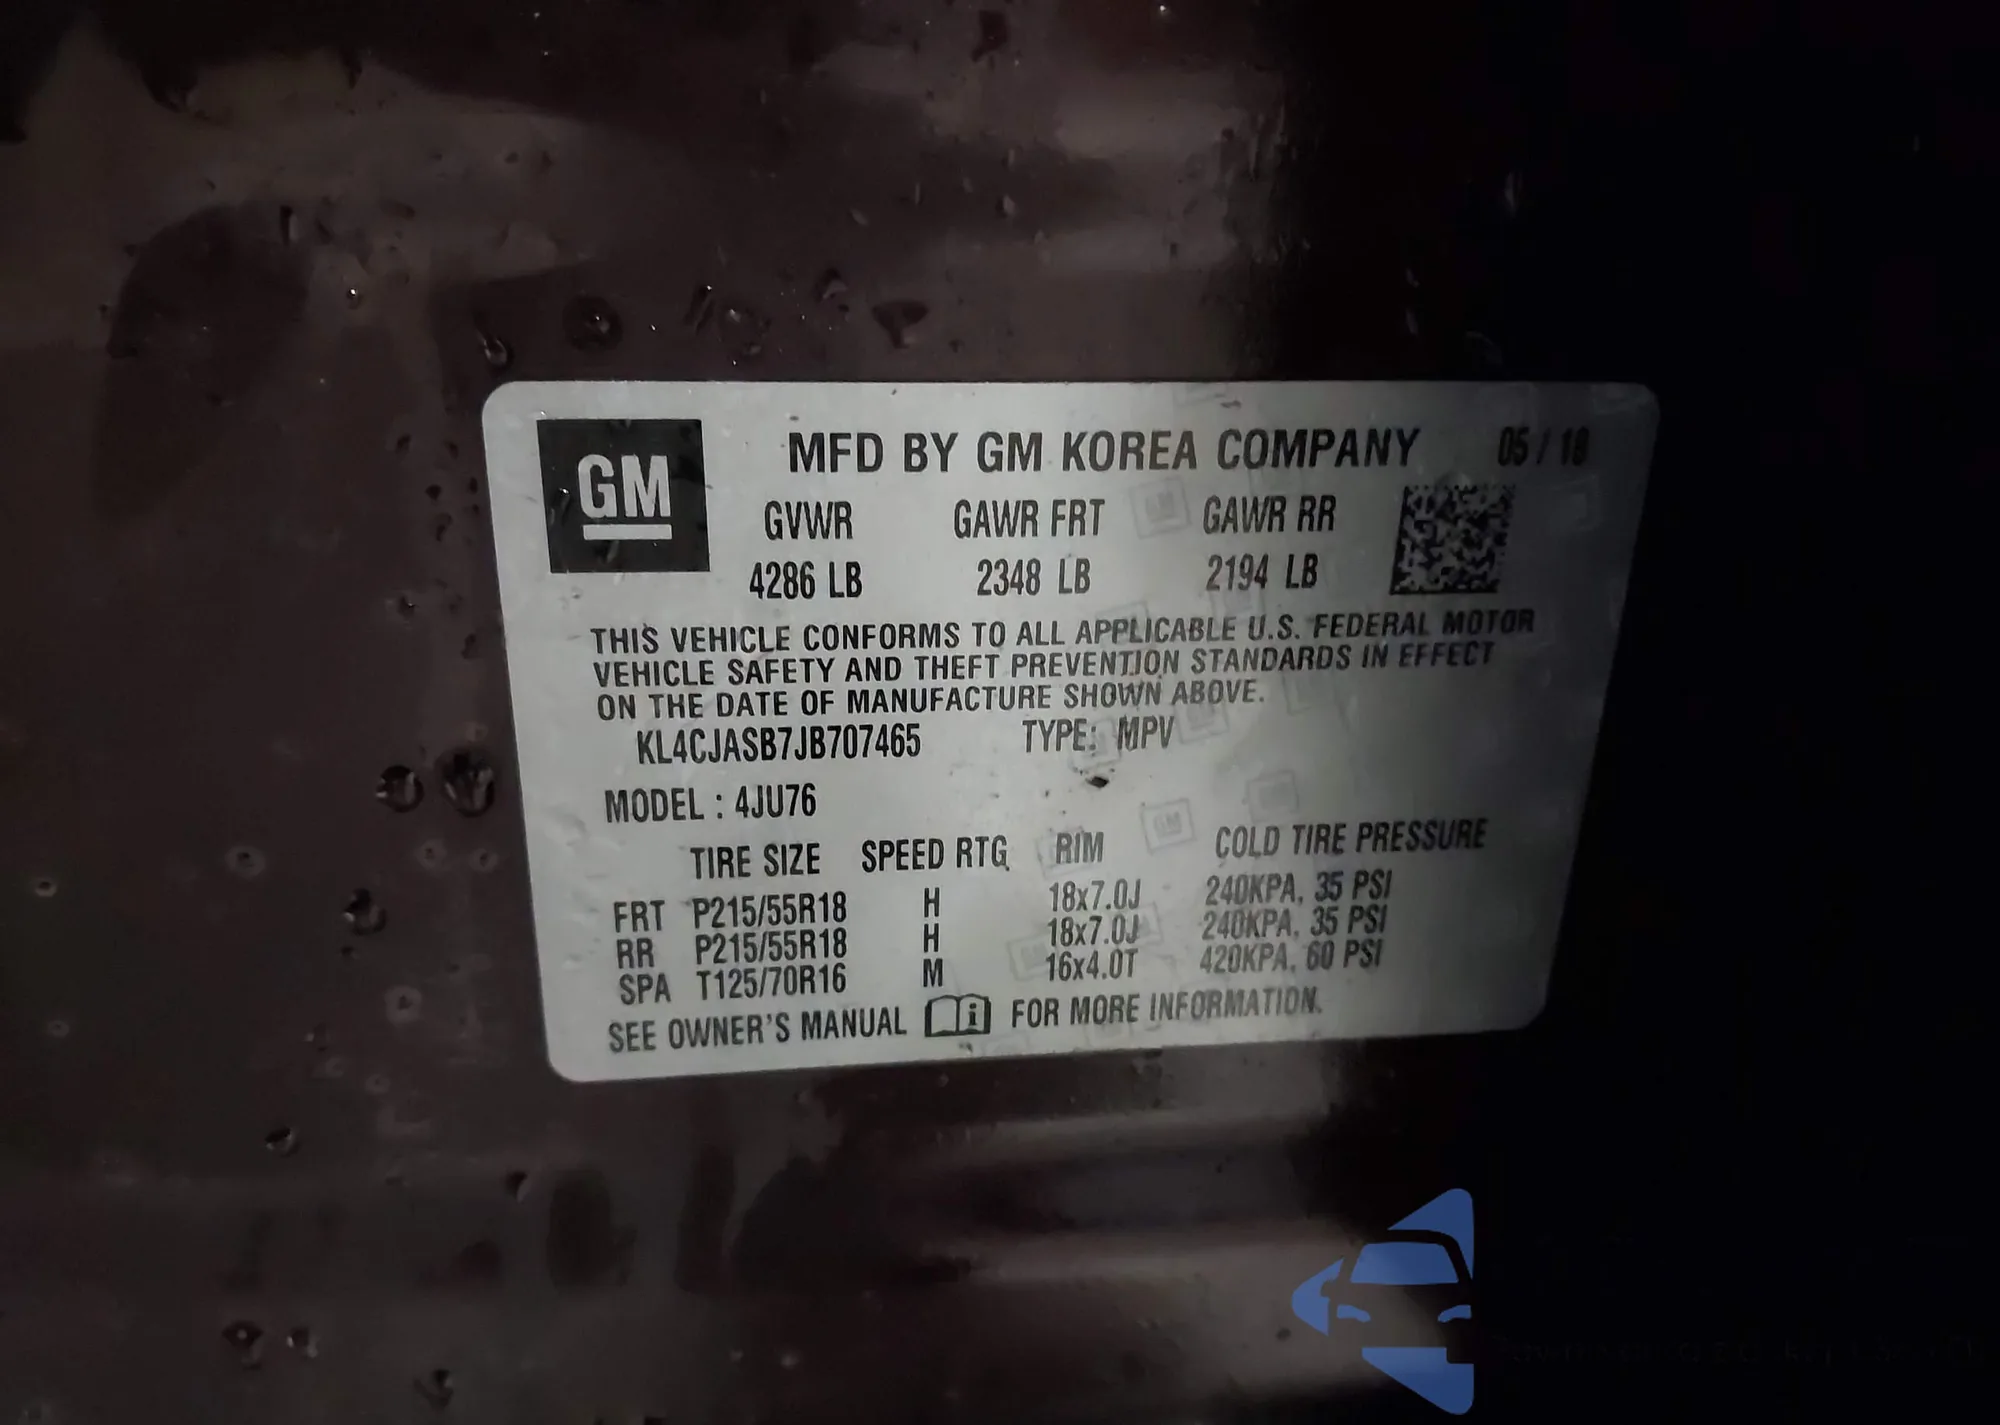 GM
MFD BY GM KOREA COMPANY 05 / 18
GVWR GAWR FRT GAWR RR
4286 LB 2348 LB 2194 LB
THIS VEHICLE CONFORMS TO ALL APPLICABLE U.S. FEDERAL MOTOR
VEHICLE SAFETY AND THEFT PREVENTION STANDARDS IN EFFECT
ON THE DATE OF MANUFACTURE SHOWN ABOVE.
KL4CJASB7JB707465 TYPE: MPV
MODEL : 4JU76
TIRE SIZE SPEED RTG RIM COLD TIRE PRESSURE
FRT P215/55R18 H 18x7.0J 240KPA, 35 PSI
RR P215/55R18 H 18x7.0J 240KPA, 35 PSI
SPA T125/70R16 M 16x4.0T 420KPA, 60 PSI
SEE OWNER'S MANUAL i FOR MORE INFORMATION.